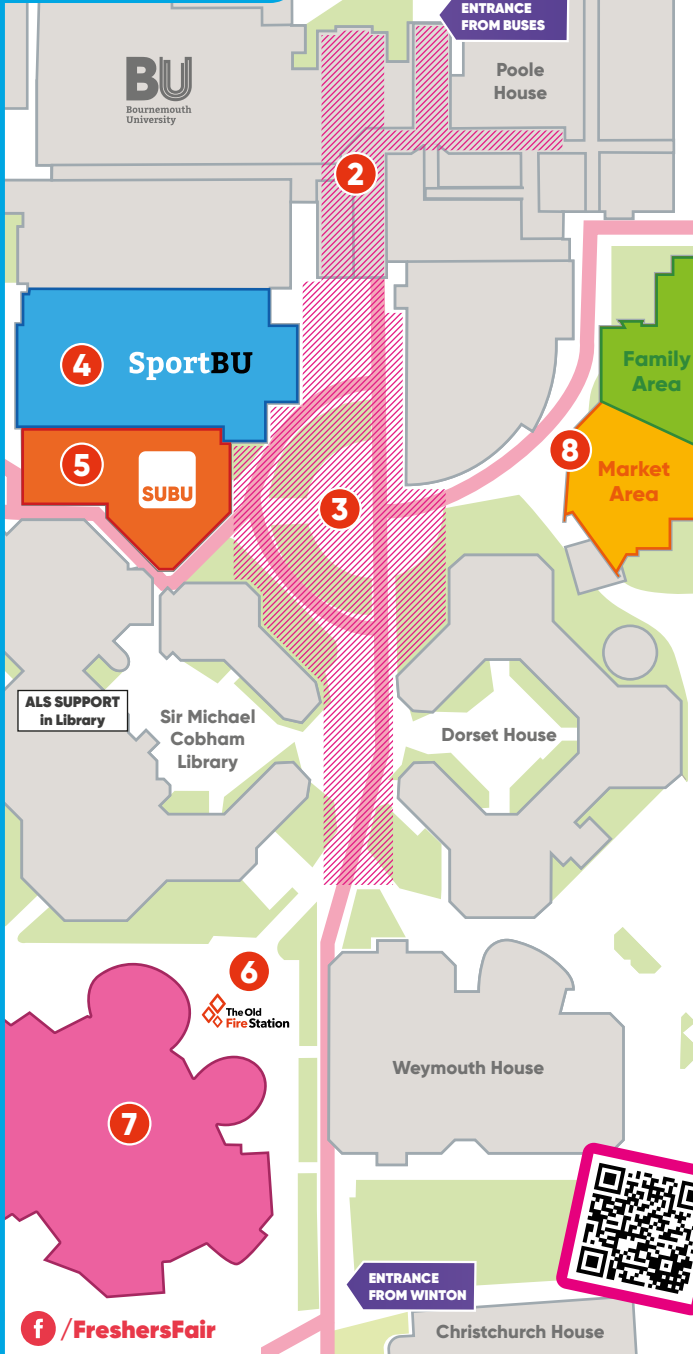 ENTRANCE
FROM BUSES
BU
Bournemouth
University
Poole
House
2
4
SportBU
Family
Area
5
SUBU
8
Market
Area
3
ALS SUPPORT
in Library
Sir Michael
Cobham
Library
Dorset House
6
The Old
FireStation
Weymouth House
7
ENTRANCE
FROM WINTON
f /FreshersFair
Christchurch House